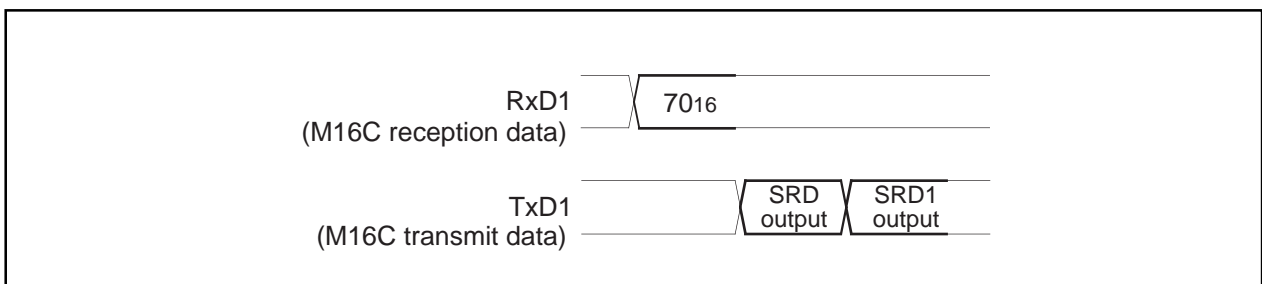 RxD1
(M16C reception data)
7016
TxD1
(M16C transmit data)
SRD
output
SRD1
output